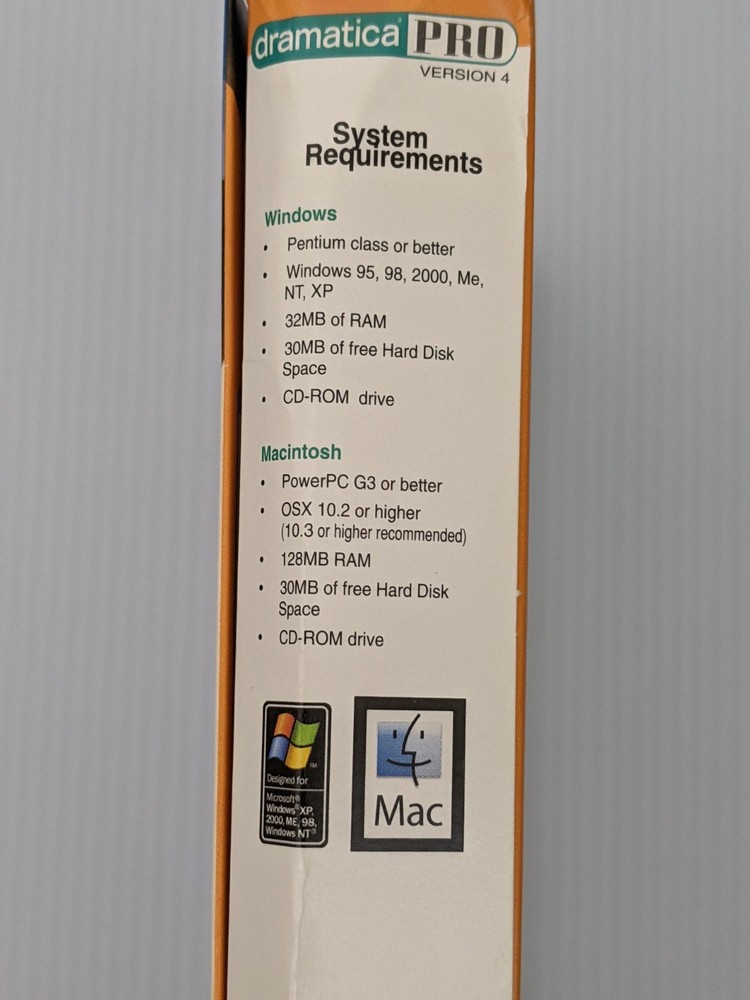 dramatica® PRO
VERSION 4
System
Requirements
Windows
• Pentium class or better
• Windows 95, 98, 2000, Me,
NT, XP
• 32MB of RAM
• 30MB of free Hard Disk
Space
• CD-ROM drive
Macintosh
• PowerPC G3 or better
• OSX 10.2 or higher
(10.3 or higher recommended)
• 128MB RAM
• 30MB of free Hard Disk
Space
• CD-ROM drive
TM
Designed for
Microsoft®
Windows®XP,
2000, ME, 98,
Windows NT®
Mac